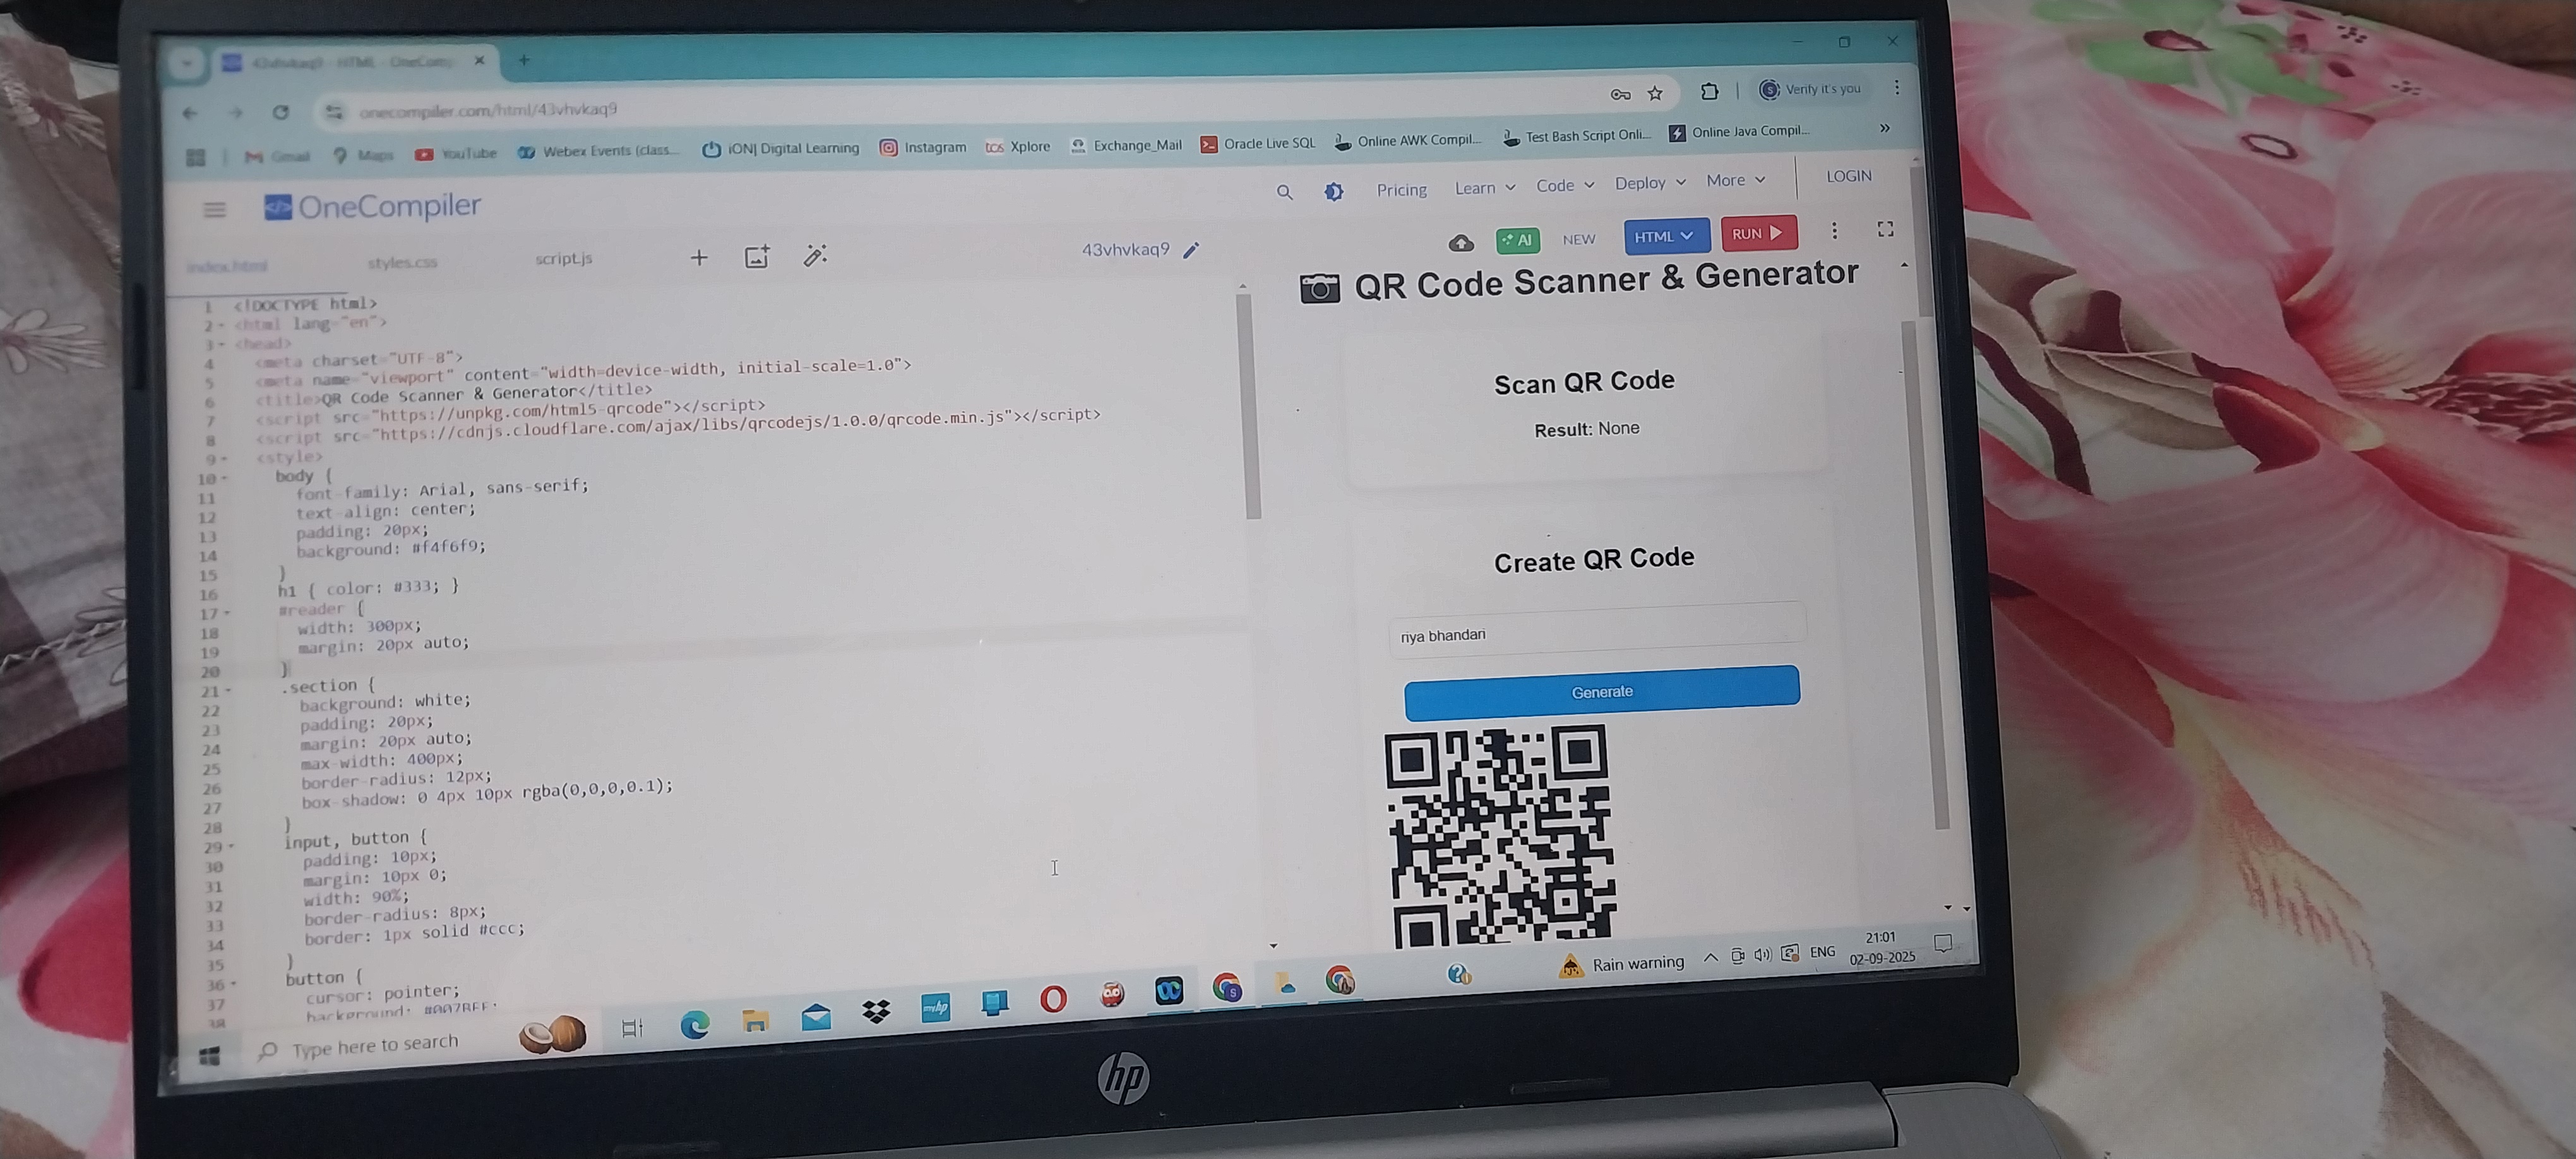 43vhvkaq9 - HTML - OneComp
onecompiler.com/html/43vhvkaq9
Verify it's you
Gmail Maps YouTube Webex Events (class... iON| Digital Learning Instagram tcs Xplore Exchange_Mail Oracle Live SQL Online AWK Compil... Test Bash Script Onli... Online Java Compil... »
OneCompiler
Pricing Learn Code Deploy More LOGIN
index.html styles.css script.js + 43vhvkaq9
AI NEW HTML RUN
1 <!DOCTYPE html>
2 <html lang="en">
3 <head>
4 <meta charset="UTF-8">
5 <meta name="viewport" content="width=device-width, initial-scale=1.0">
6 <title>QR Code Scanner & Generator</title>
7 <script src="https://unpkg.com/html5-qrcode"></script>
8 <script src="https://cdnjs.cloudflare.com/ajax/libs/qrcodejs/1.0.0/qrcode.min.js"></script>
9 <style>
10 body {
11 font-family: Arial, sans-serif;
12 text-align: center;
13 padding: 20px;
14 background: #f4f6f9;
15 }
16 h1 { color: #333; }
17 #reader {
18 width: 300px;
19 margin: 20px auto;
20 }
21 .section {
22 background: white;
23 padding: 20px;
24 margin: 20px auto;
25 max-width: 400px;
26 border-radius: 12px;
27 box-shadow: 0 4px 10px rgba(0,0,0,0.1);
28 }
29 input, button {
30 padding: 10px;
31 margin: 10px 0;
32 width: 90%;
33 border-radius: 8px;
34 border: 1px solid #ccc;
35 }
36 button {
37 cursor: pointer;
38 background: #007BFF;
QR Code Scanner & Generator
Scan QR Code
Result: None
Create QR Code
riya bhandari
Generate
Type here to search
myhp
Rain warning
ENG
21:01
02-09-2025
hp